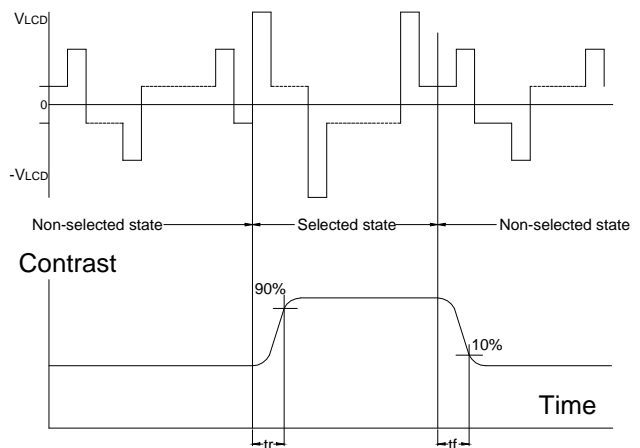 VLCD
0
-VLCD
Non-selected state
Selected state
Non-selected state
Contrast
90%
10%
Time
tr
tf